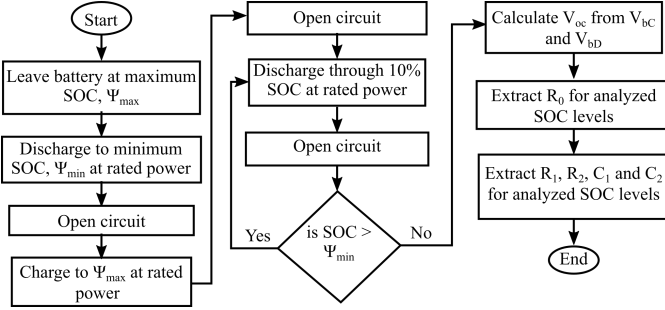 Start
Leave battery at maximum
SOC, Ψmax
Discharge to minimum
SOC, Ψmin at rated power
Open circuit
Charge to Ψmax at rated
power
Open circuit
Discharge through 10%
SOC at rated power
Open circuit
is SOC >
Ψmin
Yes
No
Calculate Voc from VbC
and VbD
Extract R0 for analyzed
SOC levels
Extract R1, R2, C1 and C2
for analyzed SOC levels
End